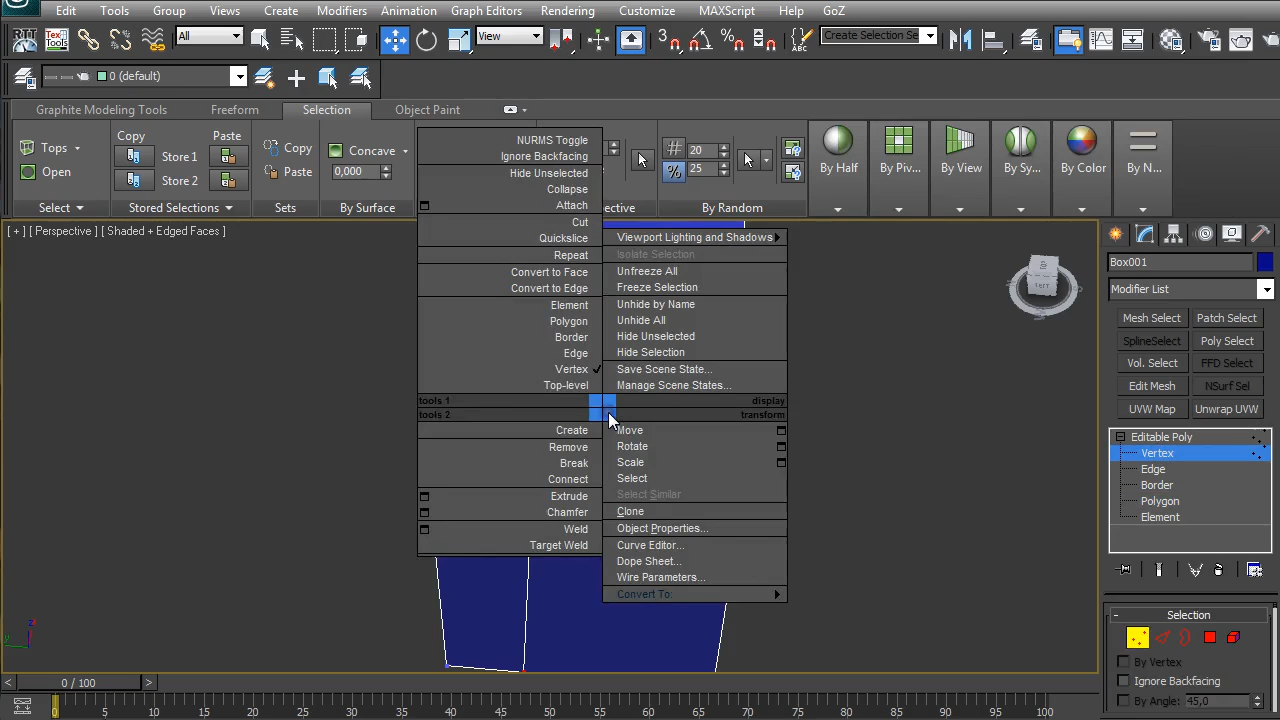 Edit Tools Group Views Create Modifiers Animation Graph Editors Rendering Customize MAXScript Help GoZ
All View Create Selection Se
0 (default)
Graphite Modeling Tools Freeform Selection Object Paint
Copy Paste
Tops Store 1 Copy Concave
Open Store 2 Paste 0,000
Select Stored Selections Sets By Surface
20
25
By Random
By Half By Piv... By View By Sy... By Color By N...
[ + ] [ Perspective ] [ Shaded + Edged Faces ]
NURMS Toggle
Ignore Backfacing
Hide Unselected
Collapse
Attach
Cut
Quickslice
Repeat
Convert to Face
Convert to Edge
Element
Polygon
Border
Edge
Vertex
Top-level
tools 1
tools 2
Create
Remove
Break
Connect
Extrude
Chamfer
Weld
Target Weld
Viewport Lighting and Shadows
Isolate Selection
Unfreeze All
Freeze Selection
Unhide by Name
Unhide All
Hide Unselected
Hide Selection
Save Scene State...
Manage Scene States...
display
transform
Move
Rotate
Scale
Select
Select Similar
Clone
Object Properties...
Curve Editor...
Dope Sheet...
Wire Parameters...
Convert To:
Box001
Modifier List
Mesh Select Patch Select
SplineSelect Poly Select
Vol. Select FFD Select
Edit Mesh NSurf Sel
UVW Map Unwrap UVW
Editable Poly
Vertex
Edge
Border
Polygon
Element
- Selection
By Vertex
Ignore Backfacing
By Angle: 45,0
z
y
< 0 / 100 >
0 5 10 15 20 25 30 35 40 45 50 55 60 65 70 75 80 85 90 95 100